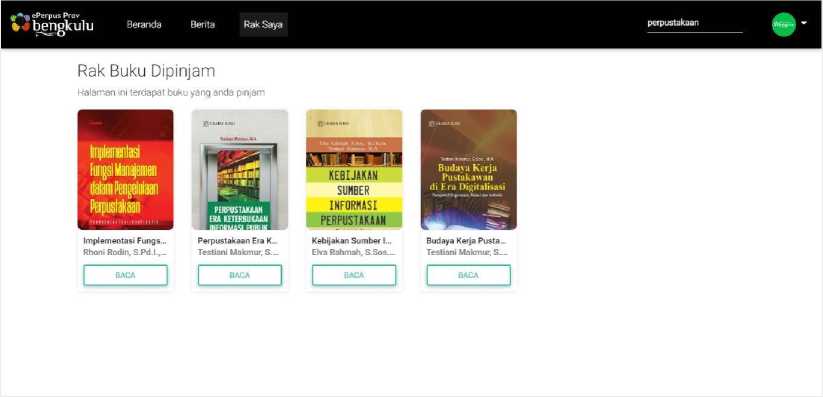 ePerpus Prov
bengkulu
Beranda
Berita
Rak Saya
perpustakaan
Rak Buku Dipinjam
Halaman ini terdapat buku yang anda pinjam
Implementasi
Fungsi Manajemen
dalam Pengelolaan
Perpustakaan
PERPUSTAKAAN
ERA KETERBUKAAN
INFORMASI PUBLIK
KEBIJAKAN
SUMBER
INFORMASI
PERPUSTAKAAN
Budaya Kerja
Pustakawan
di Era Digitalisasi
Implementasi Fungs...
Rhoni Rodin, S.Pd.I.,...
BACA
Perpustakaan Era K...
Testiani Makmur, S....
BACA
Kebijakan Sumber I...
Elva Rahmah, S.Sos....
BACA
Budaya Kerja Pusta...
Testiani Makmur, S....
BACA